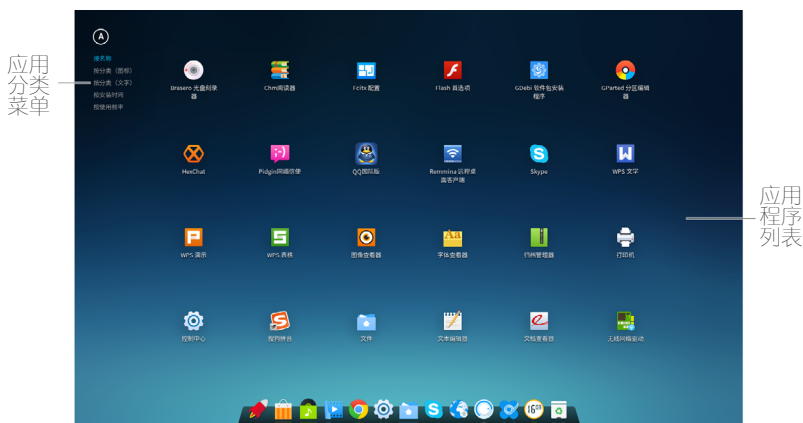 应用
分类
菜单
A
按名称
按分类（图标）
按分类（文字）
按安装时间
按使用频率
Brasero 光盘刻录
器
Chm阅读器
Fcitx 配置
Flash 首选项
GDebi 软件包安装
程序
GParted 分区编辑
器
HexChat
Pidgin网络信使
QQ国际版
Remmina 远程桌
面客户端
Skype
WPS 文字
WPS 演示
WPS 表格
图像查看器
字体查看器
归档管理器
打印机
控制中心
搜狗拼音
文件
文本编辑器
文档查看器
无线网络驱动
应用
程序
列表